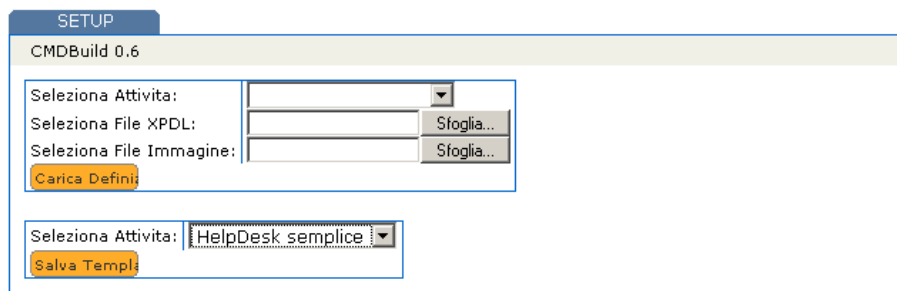 SETUP
CMDBuild 0.6
Seleziona Attivita:
Seleziona File XPDL: Sfoglia...
Seleziona File Immagine: Sfoglia...
Carica Defini
Seleziona Attivita: HelpDesk semplice
Salva Templa